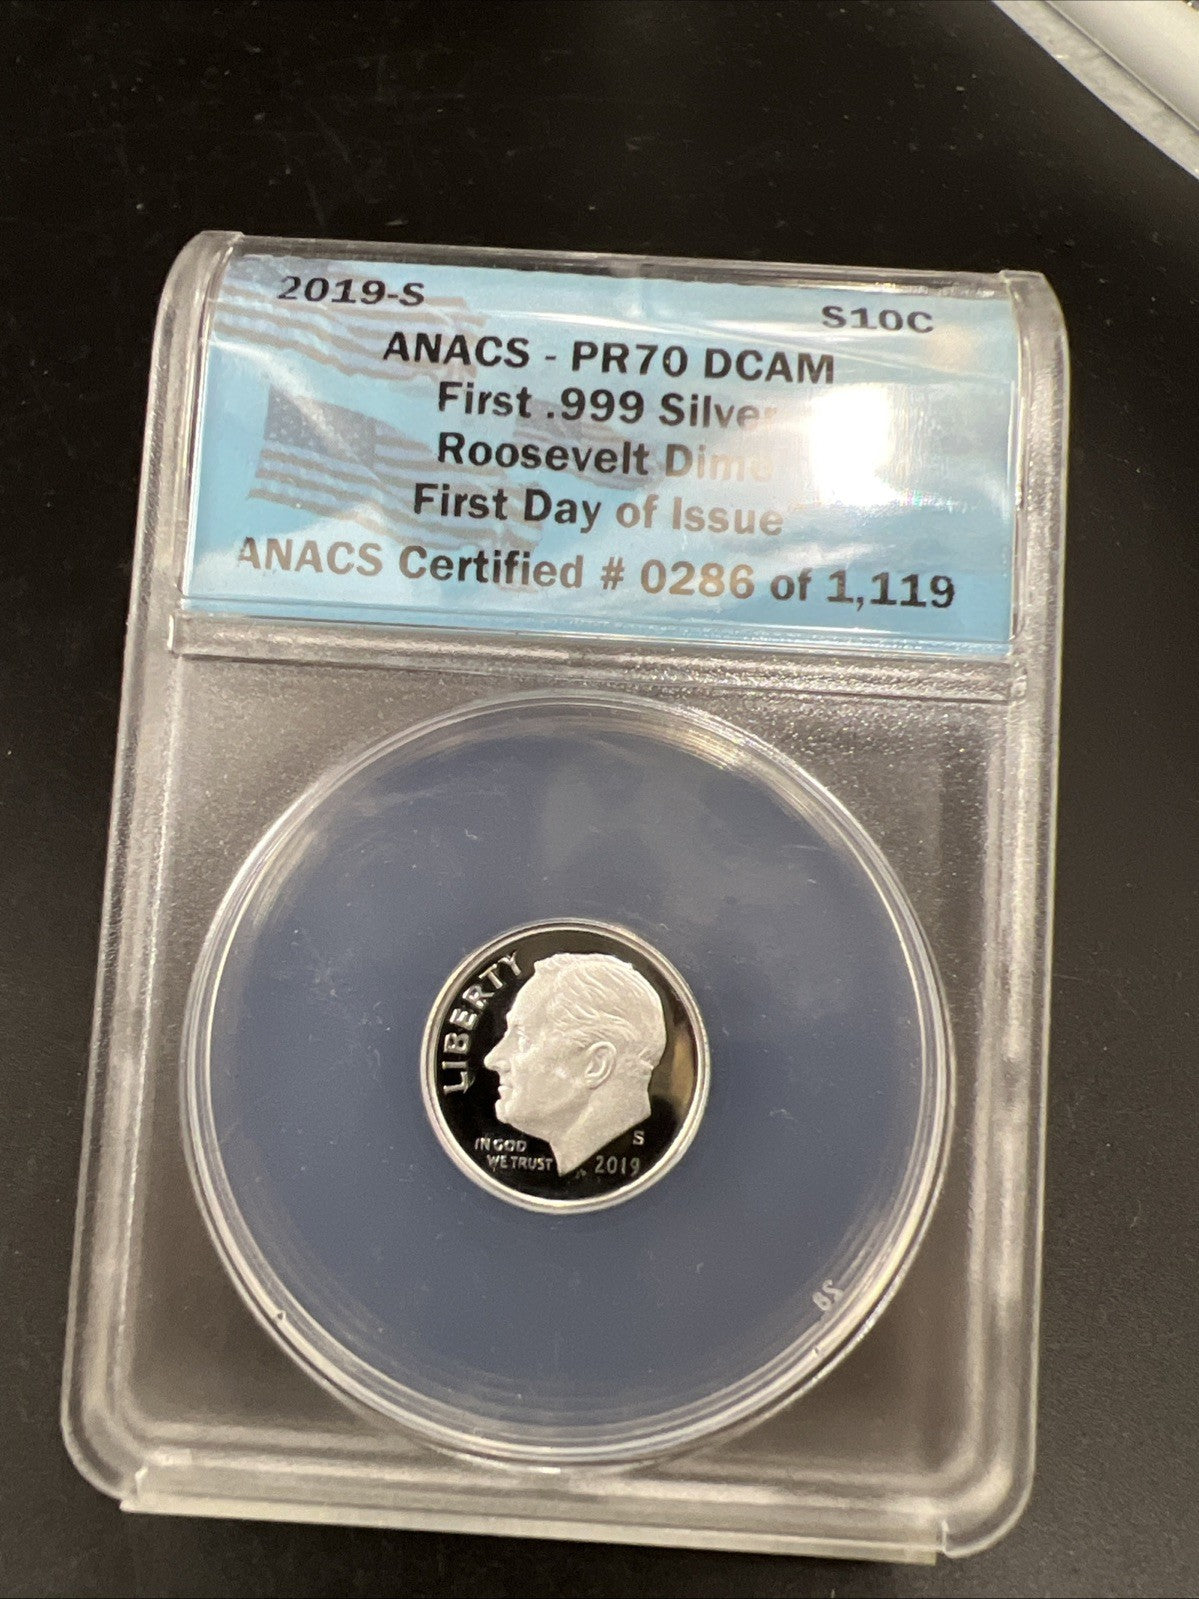 2019-S
S10C
ANACS - PR70 DCAM
First .999 Silver
Roosevelt Dime
First Day of Issue
ANACS Certified # 0286 of 1,119
LIBERTY
IN GOD
WE TRUST
S
2019